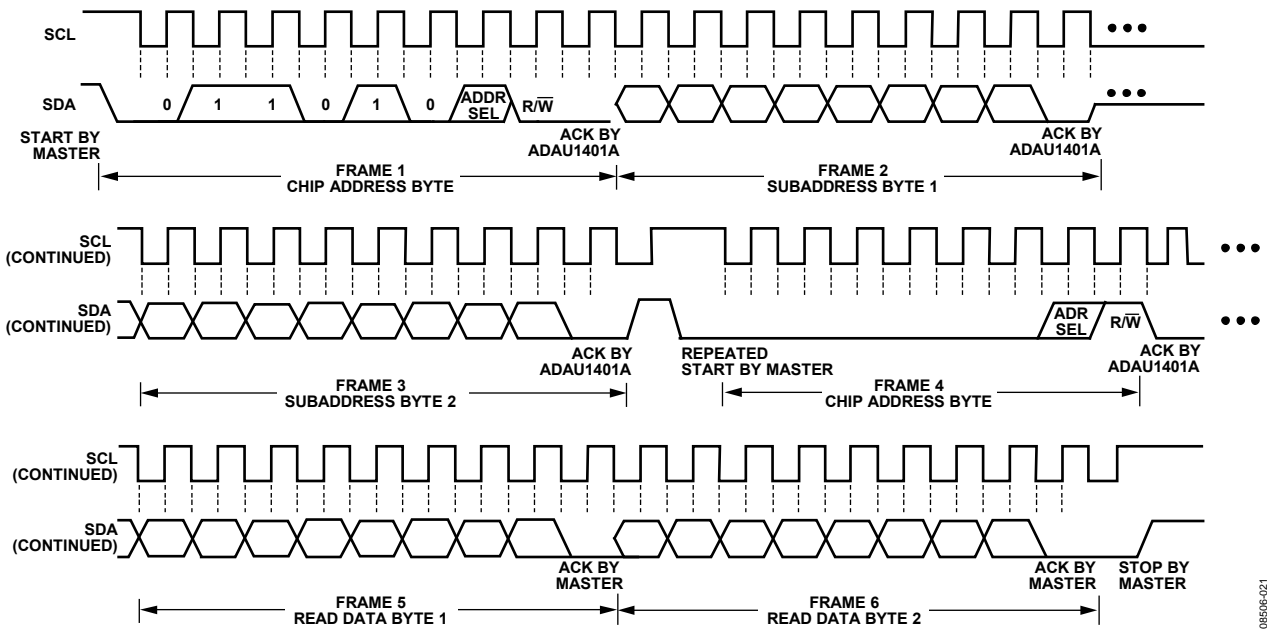 SCL
SDA
0 1 1 0 1 0 ADDR SEL R/W̅
START BY
MASTER
ACK BY
ADAU1401A
ACK BY
ADAU1401A
FRAME 1
CHIP ADDRESS BYTE
FRAME 2
SUBADDRESS BYTE 1
SCL
(CONTINUED)
SDA
(CONTINUED)
ADR
SEL
R/W̅
ACK BY
ADAU1401A
REPEATED
START BY MASTER
ACK BY
ADAU1401A
FRAME 3
SUBADDRESS BYTE 2
FRAME 4
CHIP ADDRESS BYTE
SCL
(CONTINUED)
SDA
(CONTINUED)
ACK BY
MASTER
ACK BY
MASTER
STOP BY
MASTER
FRAME 5
READ DATA BYTE 1
FRAME 6
READ DATA BYTE 2
08506-021